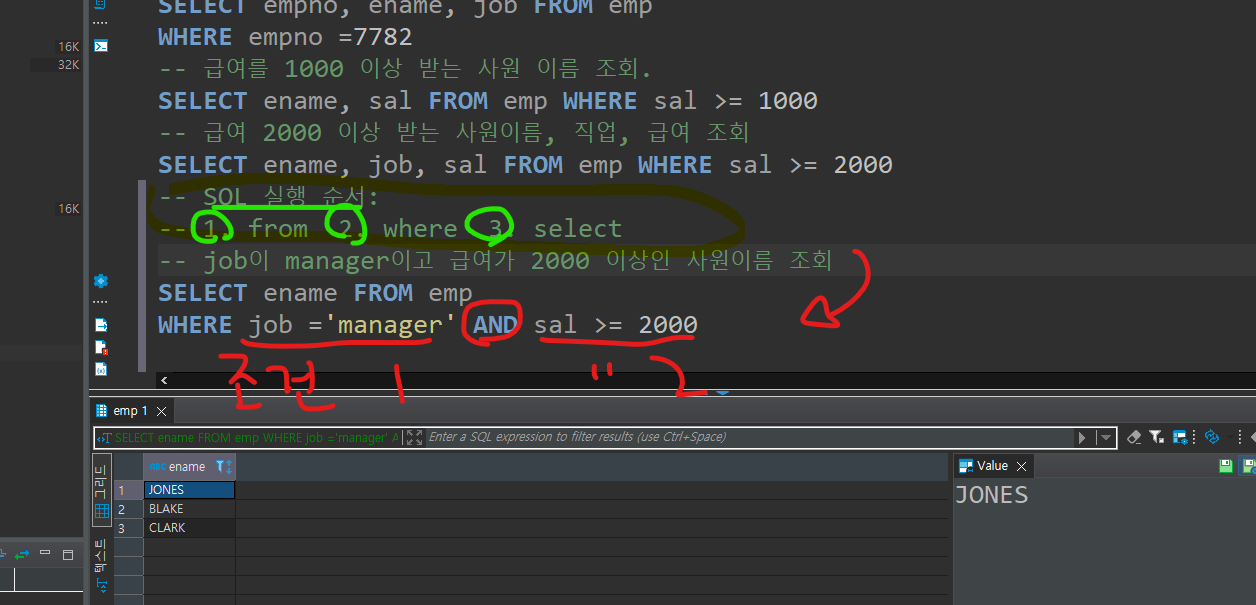 SELECT empno, ename, job FROM emp
16K
WHERE empno =7782
32K
-- 급여를 1000 이상 받는 사원 이름 조회.
SELECT ename, sal FROM emp WHERE sal >= 1000
-- 급여 2000 이상 받는 사원이름, 직업, 급여 조회
SELECT ename, job, sal FROM emp WHERE sal >= 2000
-- SQL 실행 순서:
16K
-- 1. from 2. where 3. select
-- job이 manager이고 급여가 2000 이상인 사원이름 조회
SELECT ename FROM emp
WHERE job ='manager' AND sal >= 2000
조건 1 " 2
emp 1
SELECT ename FROM emp WHERE job ='manager' A
Enter a SQL expression to filter results (use Ctrl+Space)
그리드
텍스트
ABC ename
1 JONES
2 BLAKE
3 CLARK
Value
JONES